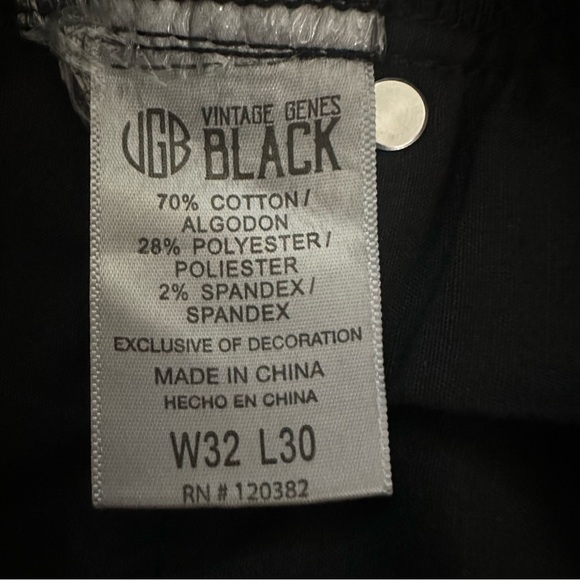 VGB VINTAGE GENES
BLACK
70% COTTON/
ALGODON
28% POLYESTER/
POLIESTER
2% SPANDEX/
SPANDEX
EXCLUSIVE OF DECORATION
MADE IN CHINA
HECHO EN CHINA
W32 L30
RN # 120382